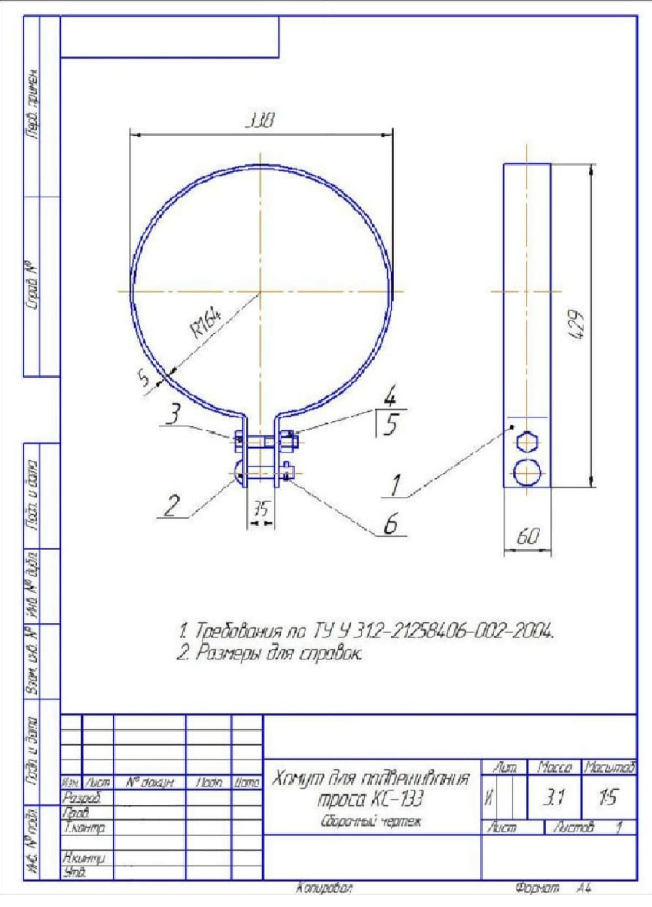 Перв. примен.
Справ. №
Подп. и дата
Инв. № дубл.
Взам. инв. №
Подп. и дата
Инв. № подл.
338
R164
5
3
4
5
2
35
1
6
429
60
1. Требования по ТУ У 31.2-21258406-002-2004.
2. Размеры для справок.
Изм. Лист № докум. Подп. Дата
Разраб.
Пров.
Т.контр.
Н.контр.
Утв.
Хомут для подвешивания
троса КС-133
Сборочный чертеж
Лит. Масса Масштаб
И 3.1 1:5
Лист Листов 1
Копировал Формат А4